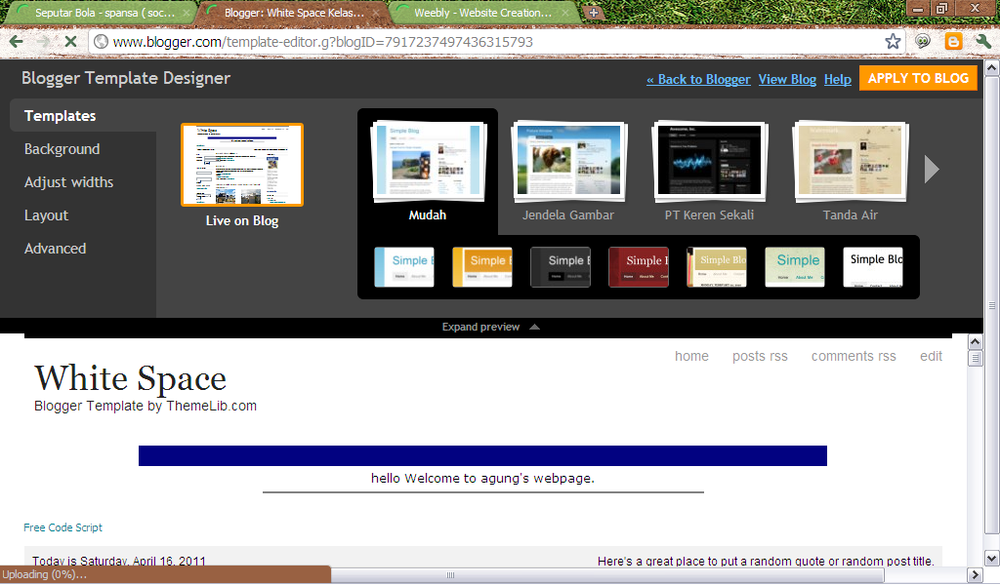 Seputar Bola - spansa ( soc...
Blogger: White Space Kelas...
Weebly - Website Creation...
www.blogger.com/template-editor.g?blogID=7917237497436315793
Blogger Template Designer
« Back to Blogger View Blog Help APPLY TO BLOG
Templates
Background
Adjust widths
Layout
Advanced
Live on Blog
Simple Blog
Mudah
Jendela Gambar
PT Keren Sekali
Tanda Air
Simple B
Simple E
Simple E
Simple I
Simple Blo
Simple
Simple Blo
Expand preview
home posts rss comments rss edit
White Space
Blogger Template by ThemeLib.com
hello Welcome to agung's webpage.
Free Code Script
Today is Saturday, April 16, 2011
Here's a great place to put a random quote or random post title.
Uploading (0%)...